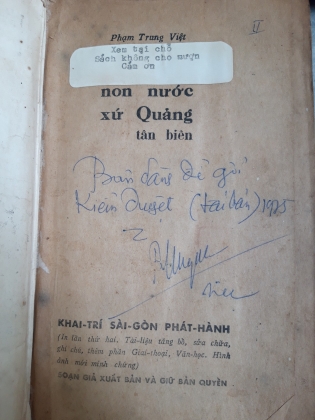 II
Phạm Trung Việt
Xem tại chỗ
Sách không cho mượn
Cảm ơn
non nước
xứ Quảng
tân biên
Bản dùng để gởi
Kiểm duyệt (tái bản) 1975
KHAI-TRÍ SÀI-GÒN PHÁT-HÀNH
(In lần thứ hai. Tài-liệu tăng bổ, sửa chữa,
ghi chú, thêm phần Giai-thoại, Văn-học. Hình
ảnh mới minh chứng)
SOẠN GIẢ XUẤT BẢN VÀ GIỮ BẢN QUYỀN